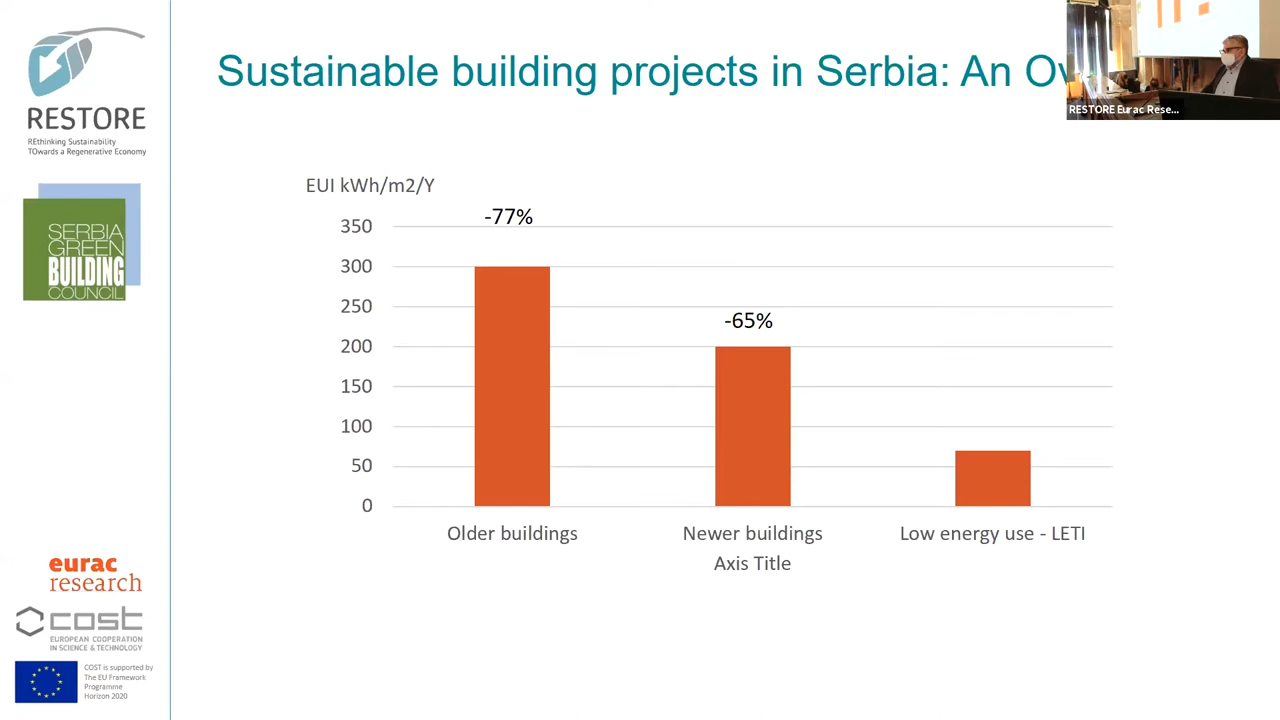 Sustainable building projects in Serbia: An Ov
RESTORE Eurac Rese...
RESTORE
REthinking Sustainability
TOwards a Regenerative Economy
SERBIA
GREEN
BUILDING
COUNCIL
EUI kWh/m2/Y
350
300
250
200
150
100
50
0
-77%
-65%
Older buildings
Newer buildings
Low energy use - LETI
Axis Title
eurac
research
cost
EUROPEAN COOPERATION
IN SCIENCE & TECHNOLOGY
COST is supported by
The EU Framework
Programme
Horizon 2020